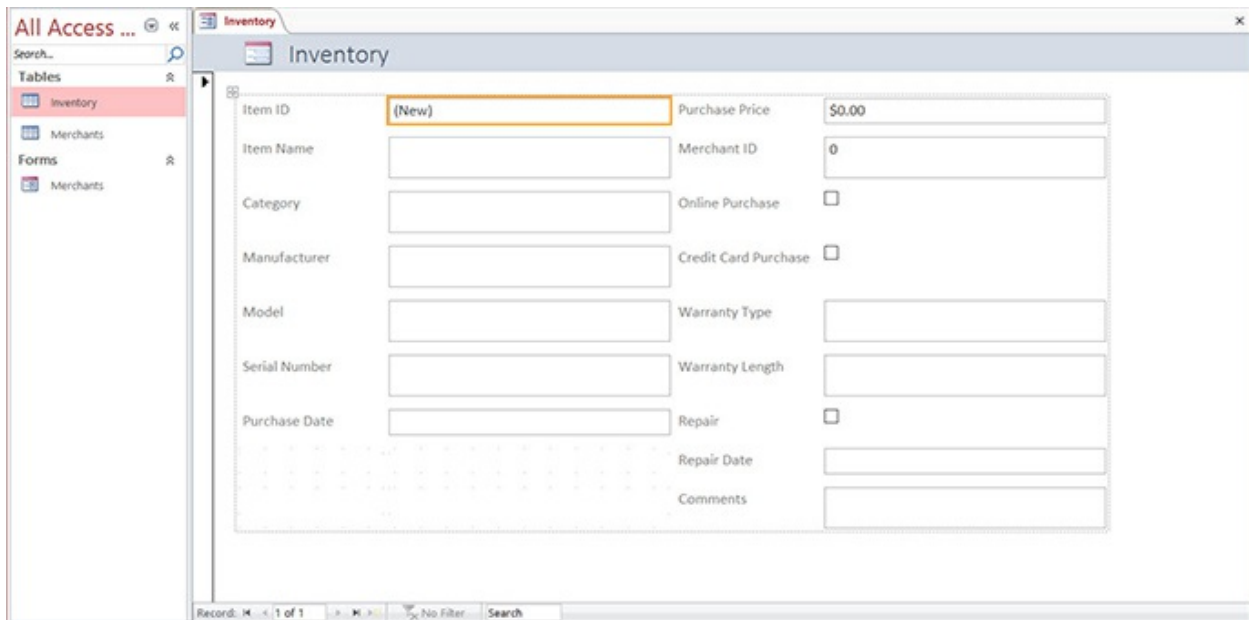 All Access ...
Search...
Tables
Inventory
Merchants
Forms
Merchants
Inventory
Inventory
Item ID (New) Purchase Price $0.00
Item Name Merchant ID 0
Category Online Purchase
Manufacturer Credit Card Purchase
Model Warranty Type
Serial Number Warranty Length
Purchase Date Repair
Repair Date
Comments
Record: 1 of 1 No Filter Search